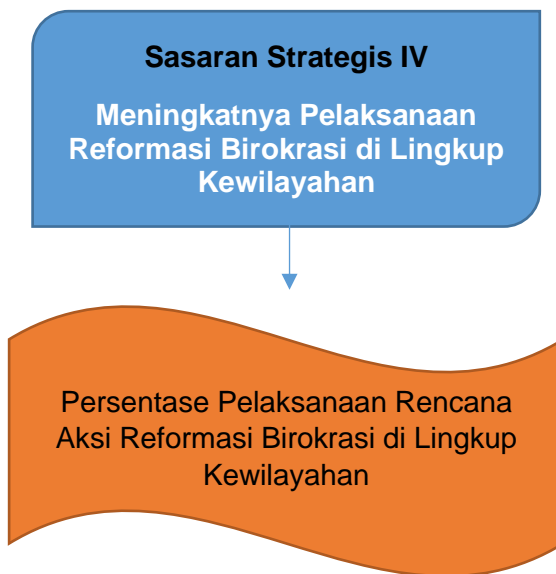 Sasaran Strategis IV
Meningkatnya Pelaksanaan
Reformasi Birokrasi di Lingkup
Kewilayahan
Persentase Pelaksanaan Rencana
Aksi Reformasi Birokrasi di Lingkup
Kewilayahan